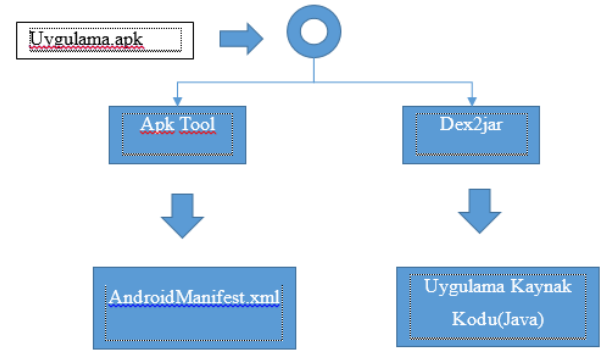 Uygulama.apk
Apk Tool
Dex2jar
AndroidManifest.xml
Uygulama Kaynak
Kodu(Java)